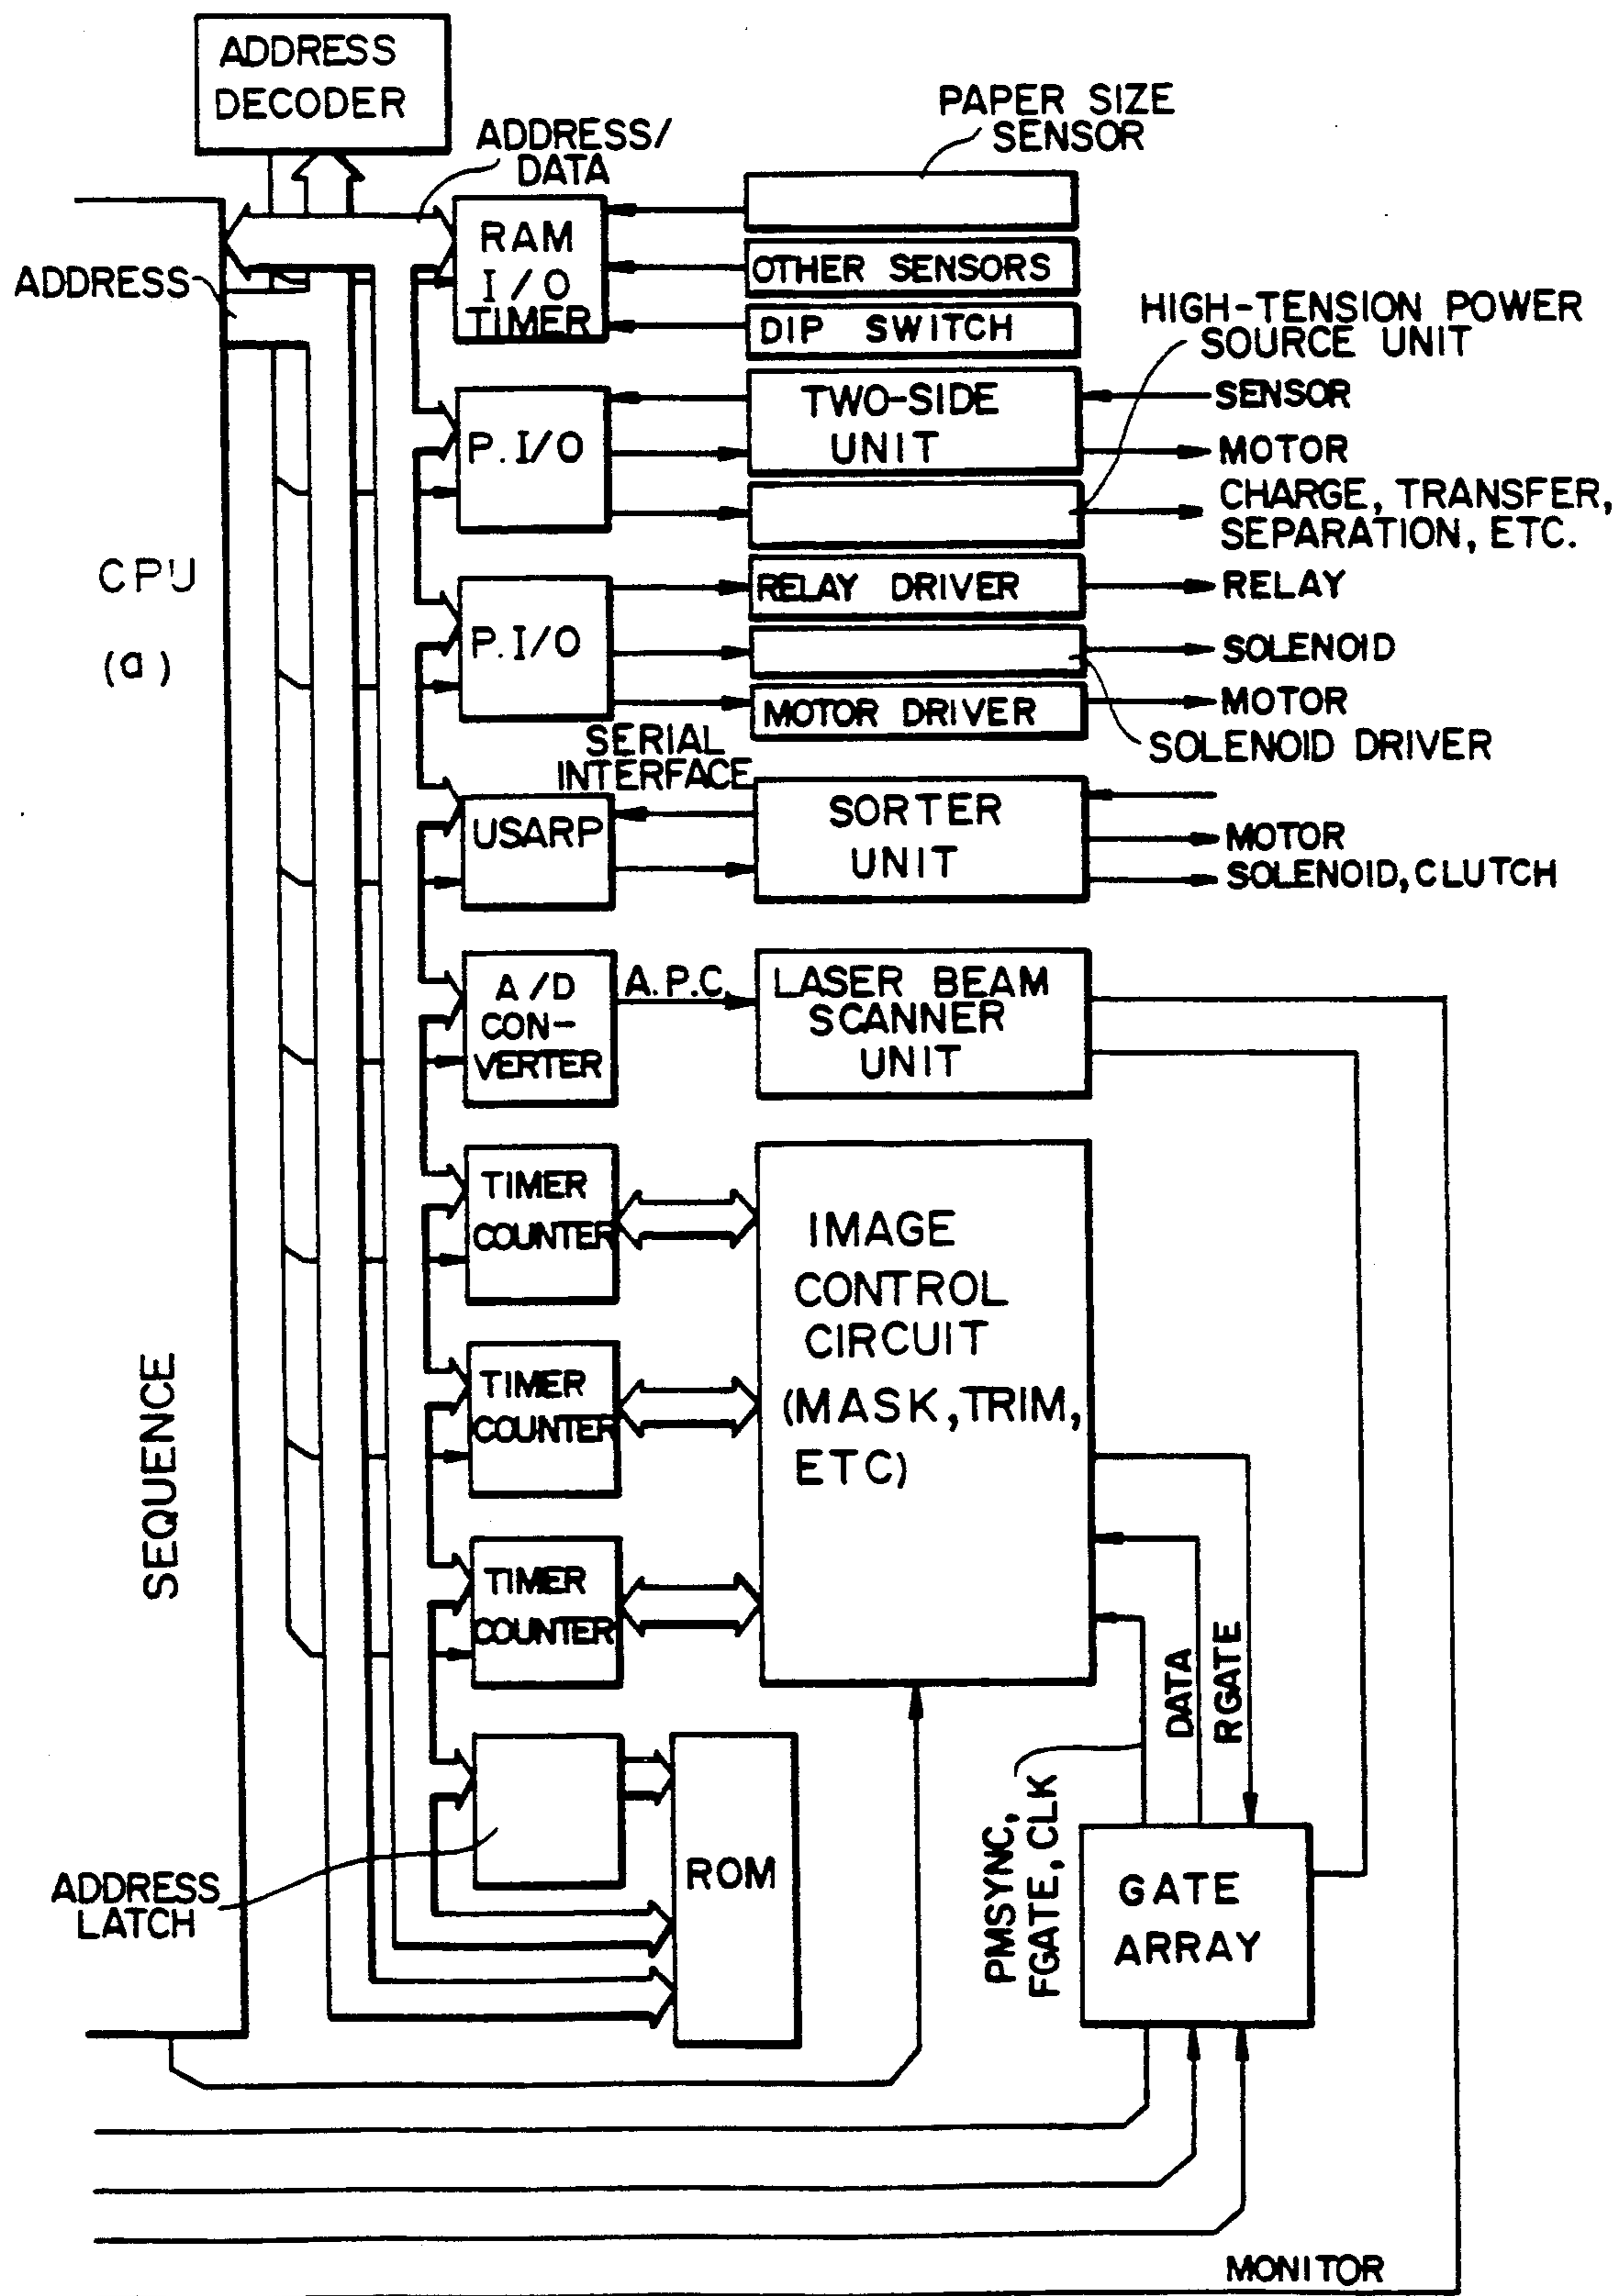 ADDRESS
DECODER
ADDRESS/
DATA
PAPER SIZE
SENSOR
ADDRESS
RAM
I/O
TIMER
OTHER SENSORS
DIP SWITCH
HIGH-TENSION POWER
SOURCE UNIT
P. I/O
TWO-SIDE
UNIT
SENSOR
MOTOR
CHARGE, TRANSFER,
SEPARATION, ETC.
CPU
(a)
SEQUENCE
P. I/O
RELAY DRIVER
RELAY
SOLENOID
MOTOR DRIVER
MOTOR
SOLENOID DRIVER
SERIAL
INTERFACE
USARP
SORTER
UNIT
MOTOR
SOLENOID, CLUTCH
A/D
CON-
VERTER
A.P.C.
LASER BEAM
SCANNER
UNIT
TIMER
COUNTER
TIMER
COUNTER
TIMER
COUNTER
IMAGE
CONTROL
CIRCUIT
(MASK, TRIM,
ETC)
PMSYNC,
FGATE, CLK
DATA
RGATE
ADDRESS
LATCH
ROM
GATE
ARRAY
MONITOR